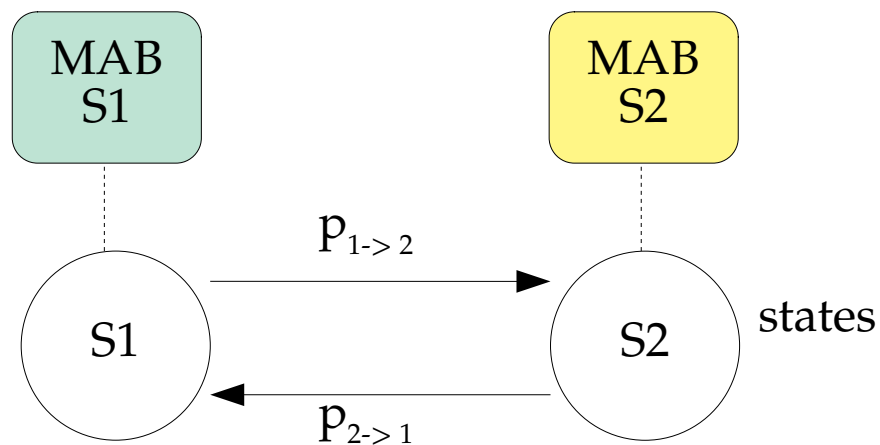 MAB
S1
MAB
S2
p1-> 2
S1
S2
states
p2-> 1